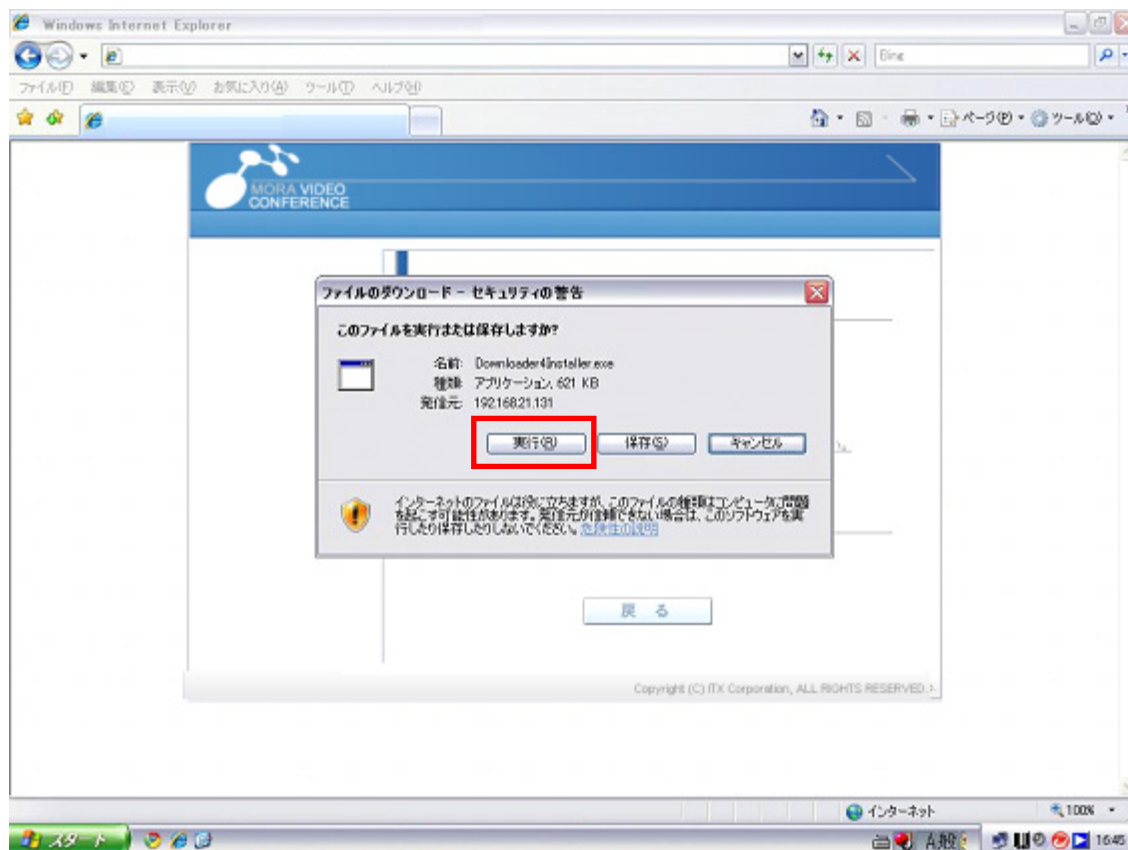 Windows Internet Explorer
Bing
ファイル(F) 編集(E) 表示(V) お気に入り(A) ツール(T) ヘルプ(H)
ページ(P) ツール(O)
MORA VIDEO
CONFERENCE
ファイルのダウンロード - セキュリティの警告
このファイルを実行または保存しますか?
名前: Downloader4Installer.exe
種類: アプリケーション, 621 KB
発信元: 192.168.21.131
実行(R) 保存(S) キャンセル
インターネットのファイルは役に立ちますが、このファイルの種類はコンピュータに問題
を起こす可能性があります。発信元が信頼できない場合は、このソフトウェアを実
行したり保存したりしないでください。危険性の説明
戻る
Copyright (C) ITX Corporation, ALL RIGHTS RESERVED.
インターネット 100%
スタート A般 16:45